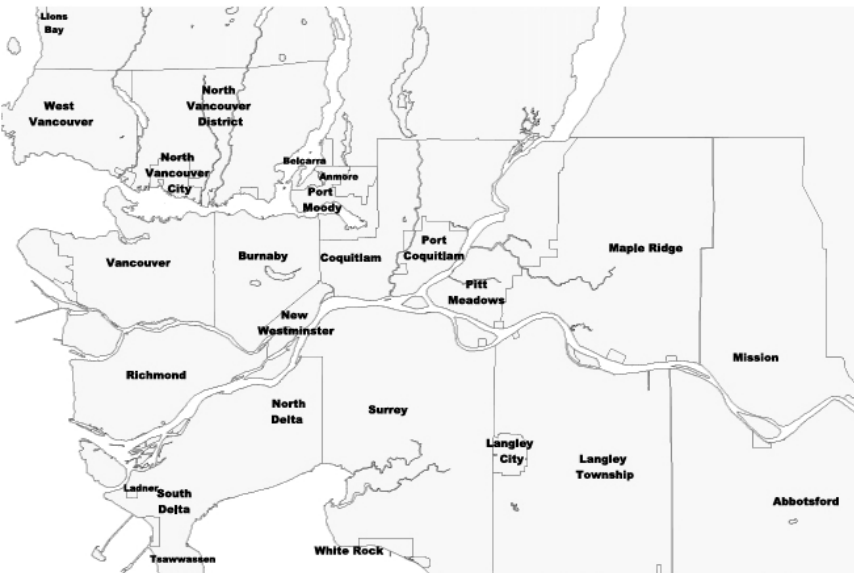 Lions
Bay
West
Vancouver
North
Vancouver
District
North
Vancouver
City
Belcarra
Anmore
Port
Moody
Vancouver
Burnaby
Coquitlam
Port
Coquitlam
Maple Ridge
Pitt
Meadows
New
Westminster
Mission
Richmond
North
Delta
Surrey
Langley
City
Langley
Township
Ladner
South
Delta
Abbotsford
White Rock
Tsawwassen